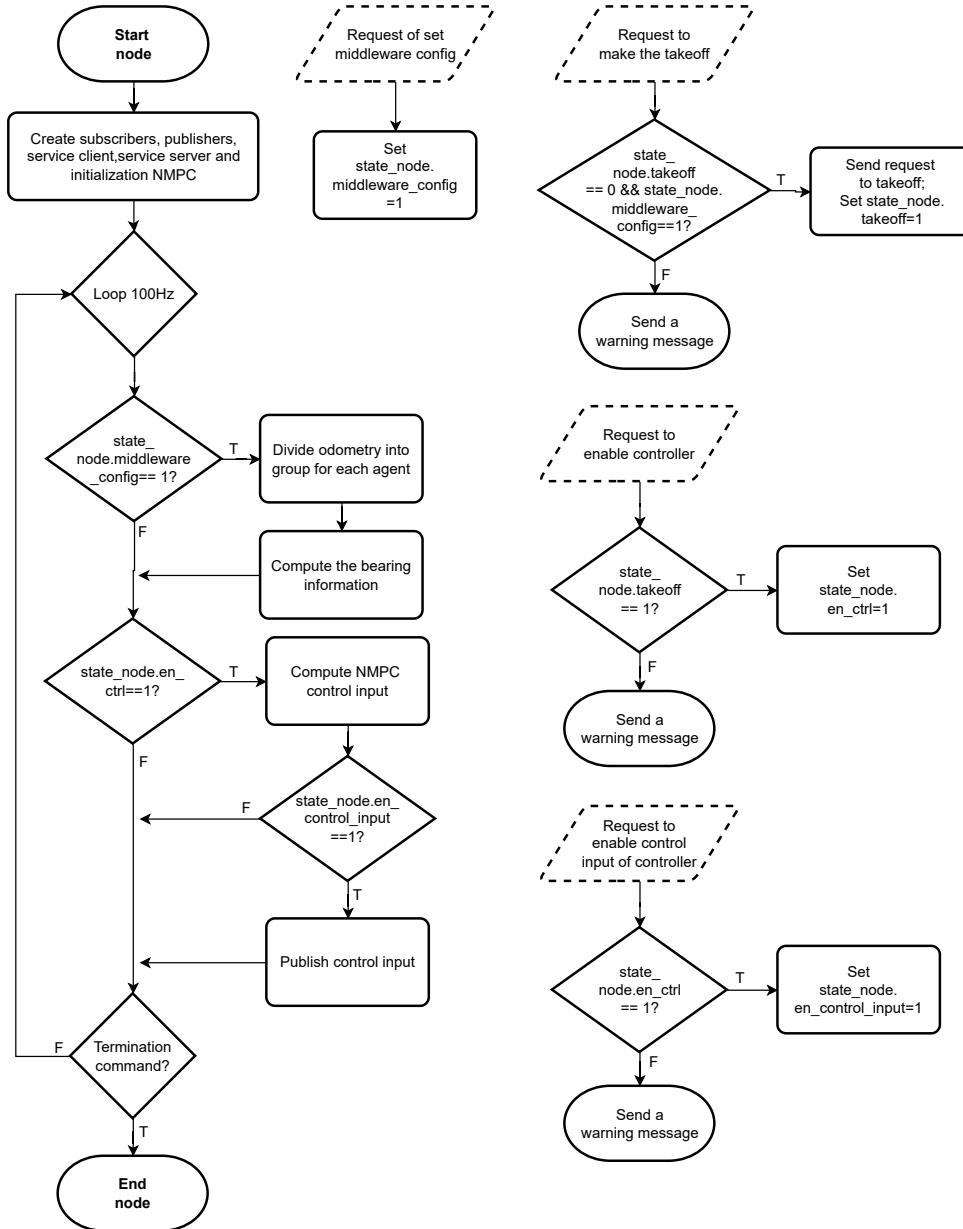 Start
node
Create subscribers, publishers,
service client,service server and
initialization NMPC
Loop 100Hz
state_
node.middleware
_config== 1?
T
F
Divide odometry into
group for each agent
Compute the bearing
information
state_node.en_
ctrl==1?
T
F
Compute NMPC
control input
state_node.en_
control_input
==1?
F
T
Publish control input
Termination
command?
F
T
End
node
Request of set
middleware config
Set
state_node.
middleware_config
=1
Request to
make the takeoff
state_
node.takeoff
== 0 && state_node.
middleware_
config==1?
T
F
Send request
to takeoff;
Set state_node.
takeoff=1
Send a
warning message
Request to
enable controller
state_
node.takeoff
== 1?
T
F
Set
state_node.
en_ctrl=1
Send a
warning message
Request to
enable control
input of controller
state_
node.en_ctrl
== 1?
T
F
Set
state_node.
en_control_input=1
Send a
warning message